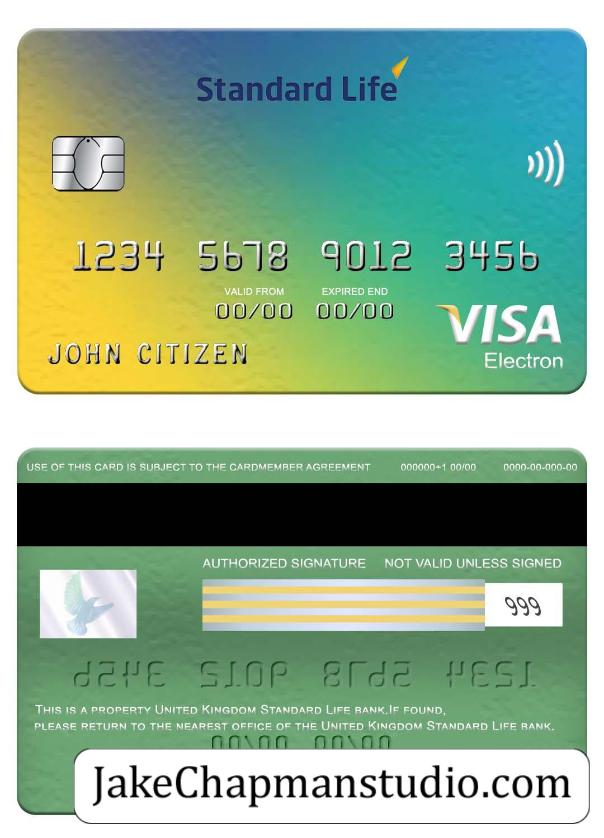 Standard Life
1234 5678 9012 3456
VALID FROM EXPIRED END
00/00 00/00
VISA
Electron
JOHN CITIZEN
USE OF THIS CARD IS SUBJECT TO THE CARDMEMBER AGREEMENT 000000+1 00/00 0000-00-000-00
AUTHORIZED SIGNATURE NOT VALID UNLESS SIGNED
999
THIS IS A PROPERTY UNITED KINGDOM STANDARD LIFE BANK.IF FOUND,
PLEASE RETURN TO THE NEAREST OFFICE OF THE UNITED KINGDOM STANDARD LIFE BANK.
JakeChapmanstudio.com